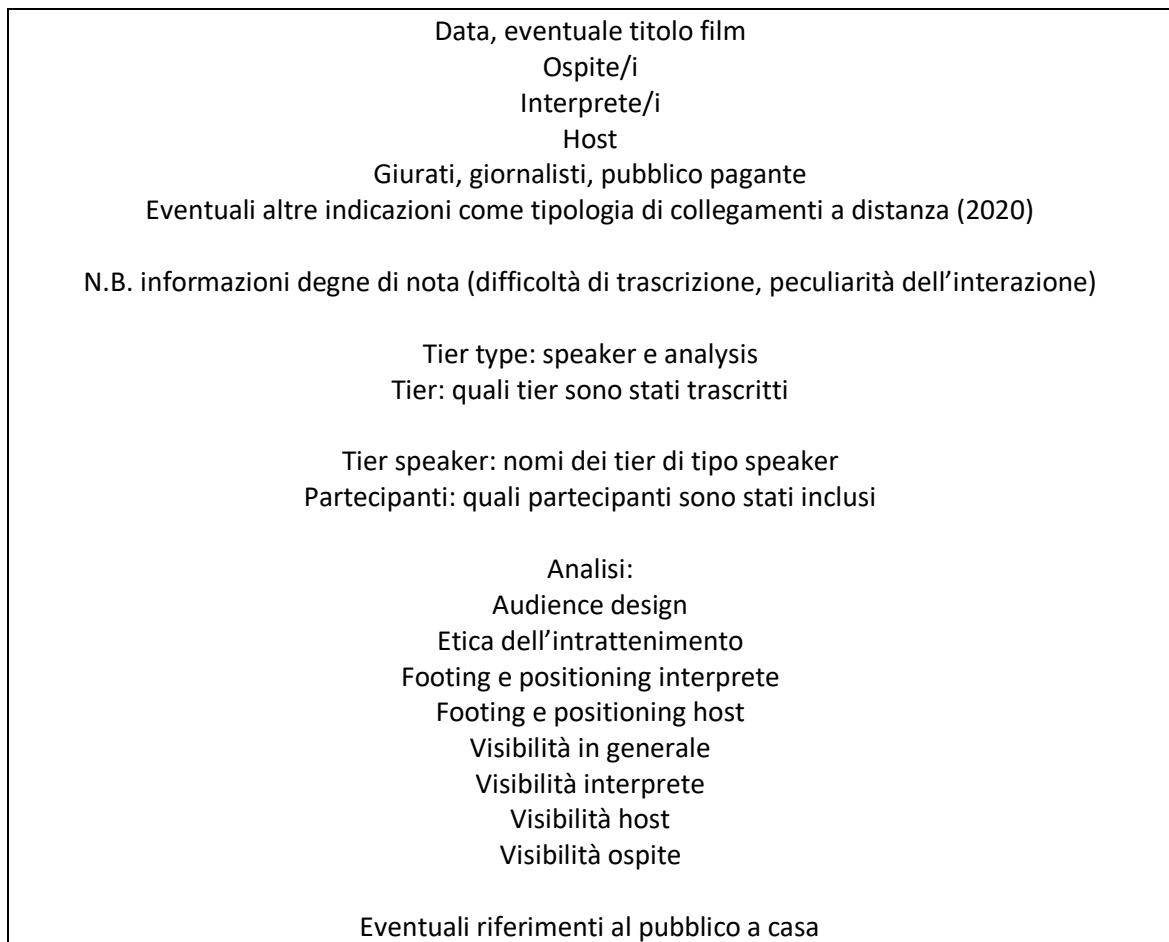 Data, eventuale titolo film
Ospite/i
Interprete/i
Host
Giurati, giornalisti, pubblico pagante
Eventuali altre indicazioni come tipologia di collegamenti a distanza (2020)
N.B. informazioni degne di nota (difficoltà di trascrizione, peculiarità dell’interazione)
Tier type: speaker e analysis
Tier: quali tier sono stati trascritti
Tier speaker: nomi dei tier di tipo speaker
Partecipanti: quali partecipanti sono stati inclusi
Analisi:
Audience design
Etica dell’intrattenimento
Footing e positioning interprete
Footing e positioning host
Visibilità in generale
Visibilità interprete
Visibilità host
Visibilità ospite
Eventuali riferimenti al pubblico a casa